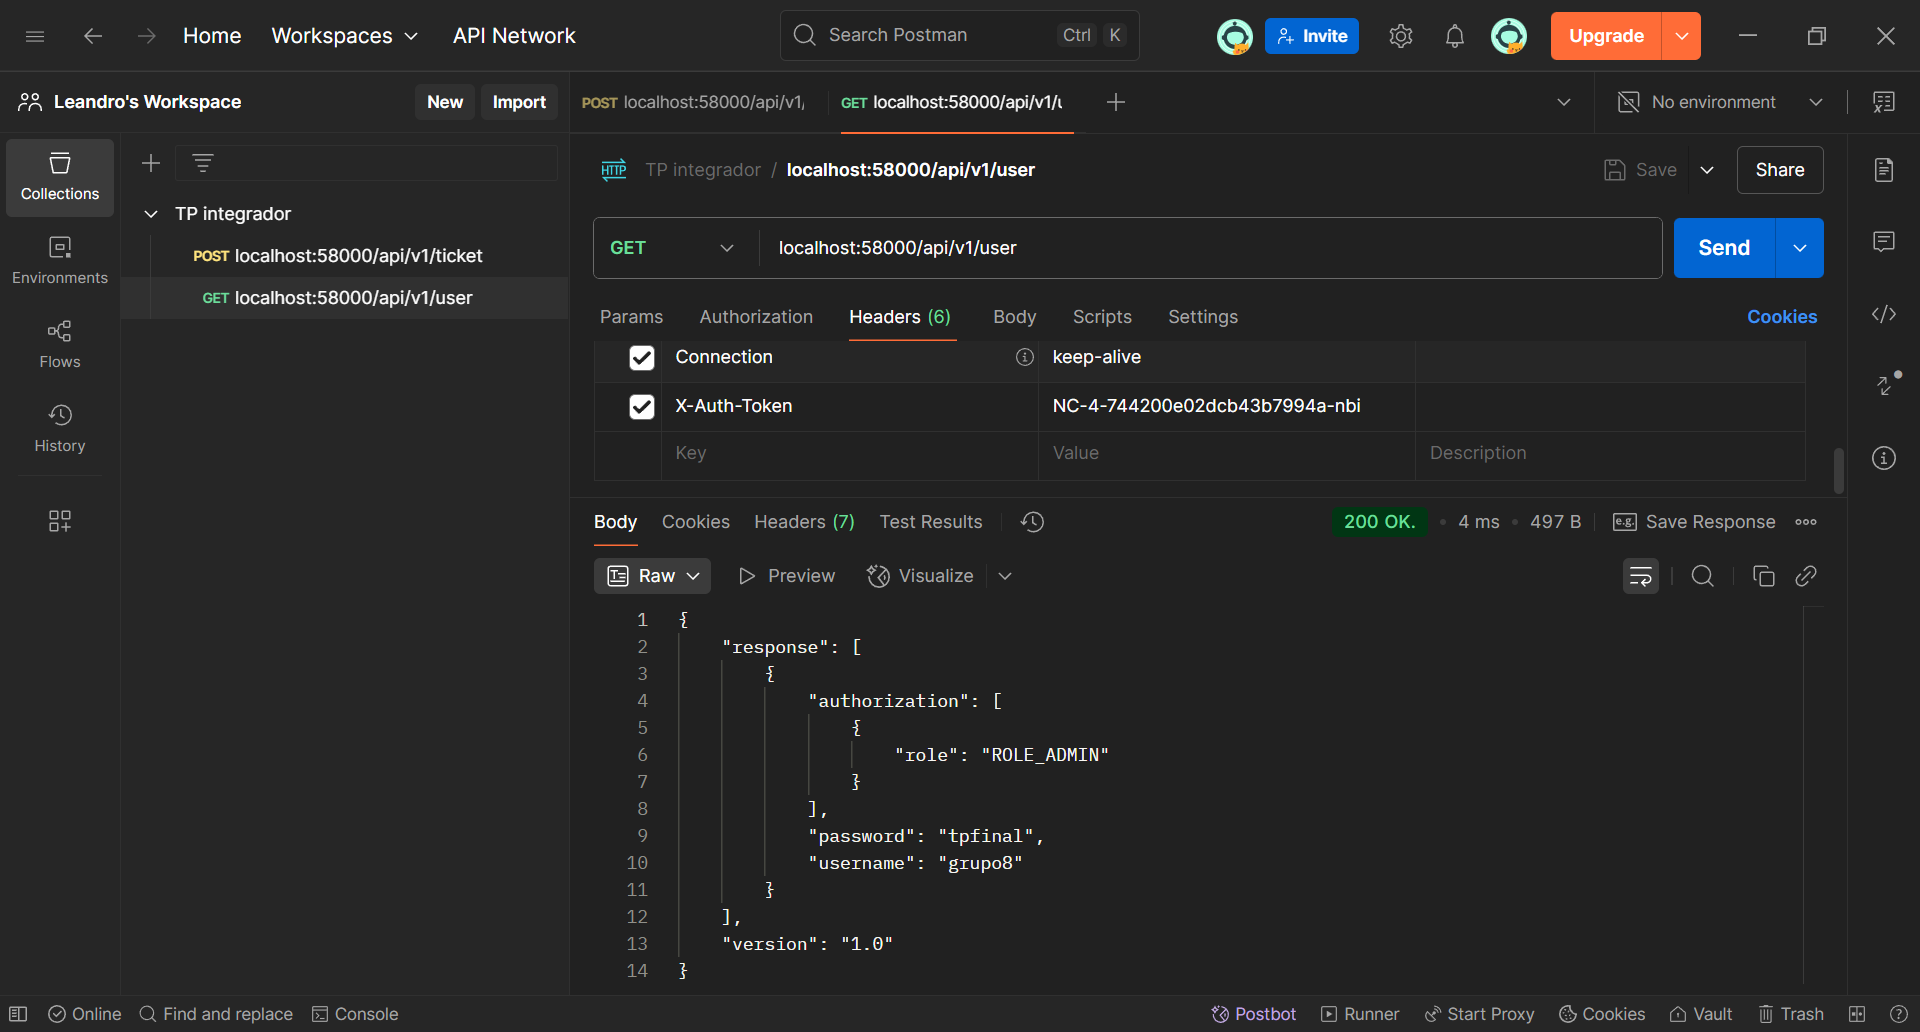 Home Workspaces API Network Search Postman Ctrl K Invite Upgrade
Leandro's Workspace New Import POST localhost:58000/api/v1/ GET localhost:58000/api/v1/u No environment
Collections
Environments
Flows
History
TP integrador
POST localhost:58000/api/v1/ticket
GET localhost:58000/api/v1/user
HTTP TP integrador / localhost:58000/api/v1/user Save Share
GET localhost:58000/api/v1/user Send
Params Authorization Headers (6) Body Scripts Settings Cookies
Connection keep-alive
X-Auth-Token NC-4-744200e02dcb43b7994a-nbi
Key Value Description
Body Cookies Headers (7) Test Results 200 OK. • 4 ms • 497 B e.g. Save Response
Raw Preview Visualize
1 {
2 "response": [
3 {
4 "authorization": [
5 {
6 "role": "ROLE_ADMIN"
7 }
8 ],
9 "password": "tpfinal",
10 "username": "grupo8"
11 }
12 ],
13 "version": "1.0"
14 }
Online Find and replace Console Postbot Runner Start Proxy Cookies Vault Trash